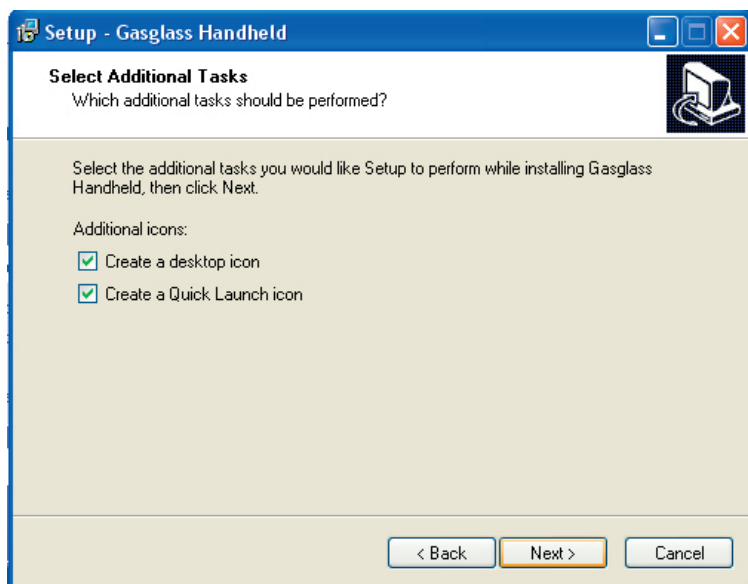 Setup - Gasglass Handheld
Select Additional Tasks
Which additional tasks should be performed?
Select the additional tasks you would like Setup to perform while installing Gasglass
Handheld, then click Next.
Additional icons:
Create a desktop icon
Create a Quick Launch icon
< Back Next > Cancel